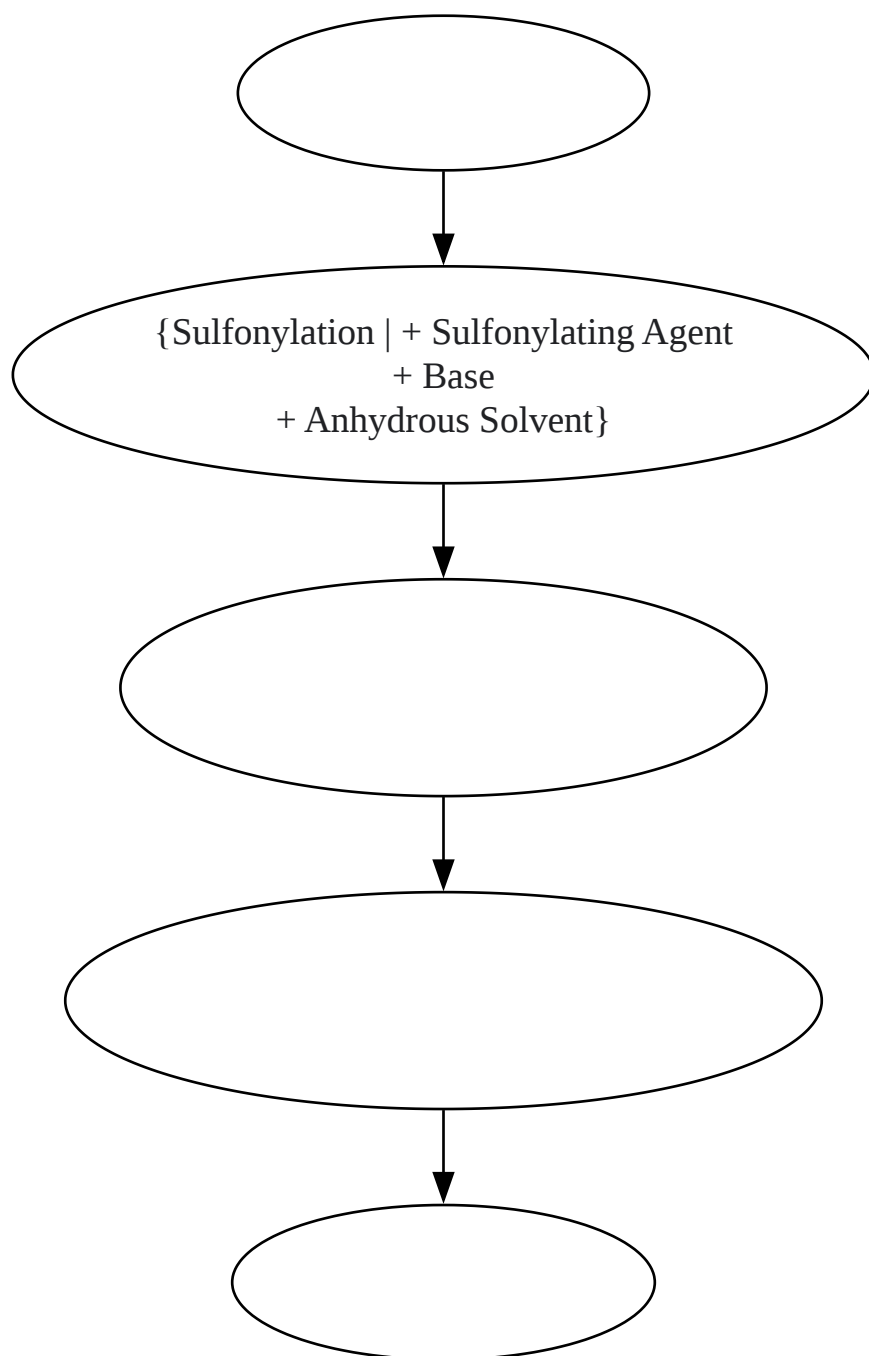 {Sulfonylation | + Sulfonylating Agent
+ Base
+ Anhydrous Solvent}